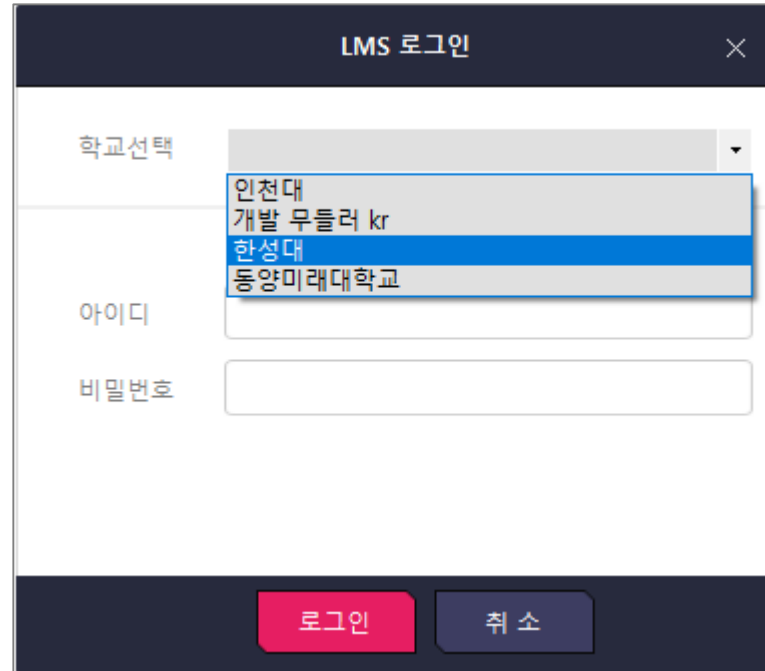 LMS 로그인
학교선택
인천대
개발 무들러 kr
한성대
동양미래대학교
아이디
비밀번호
로그인
취 소